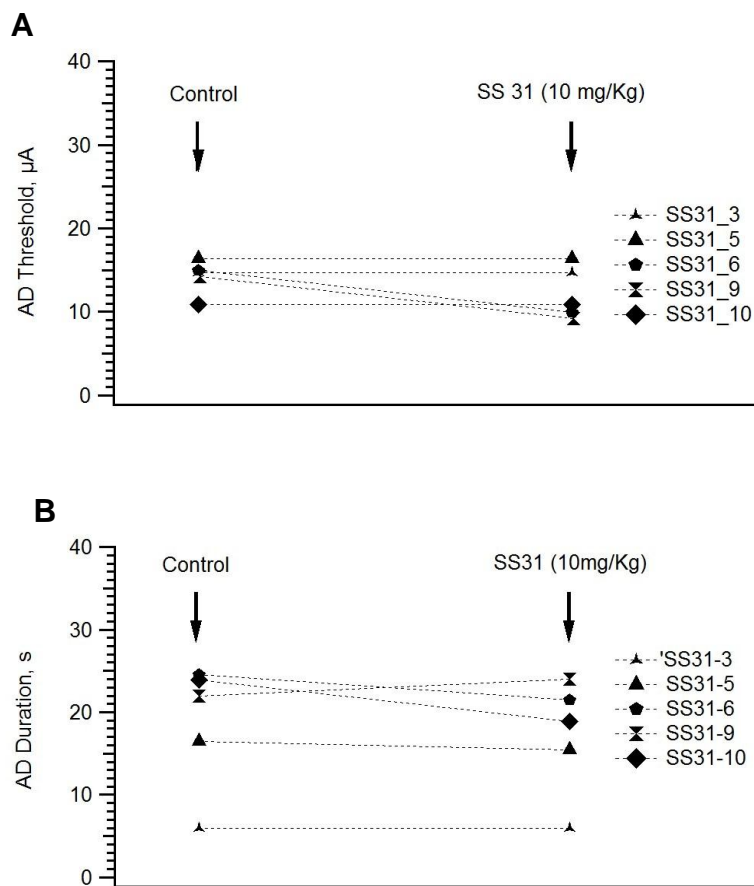 A
40
30
20
10
0
AD Threshold, µA
Control
SS 31 (10 mg/Kg)
SS31_3
SS31_5
SS31_6
SS31_9
SS31_10
B
40
30
20
10
0
AD Duration, s
Control
SS31 (10mg/Kg)
'SS31-3
SS31-5
SS31-6
SS31-9
SS31-10